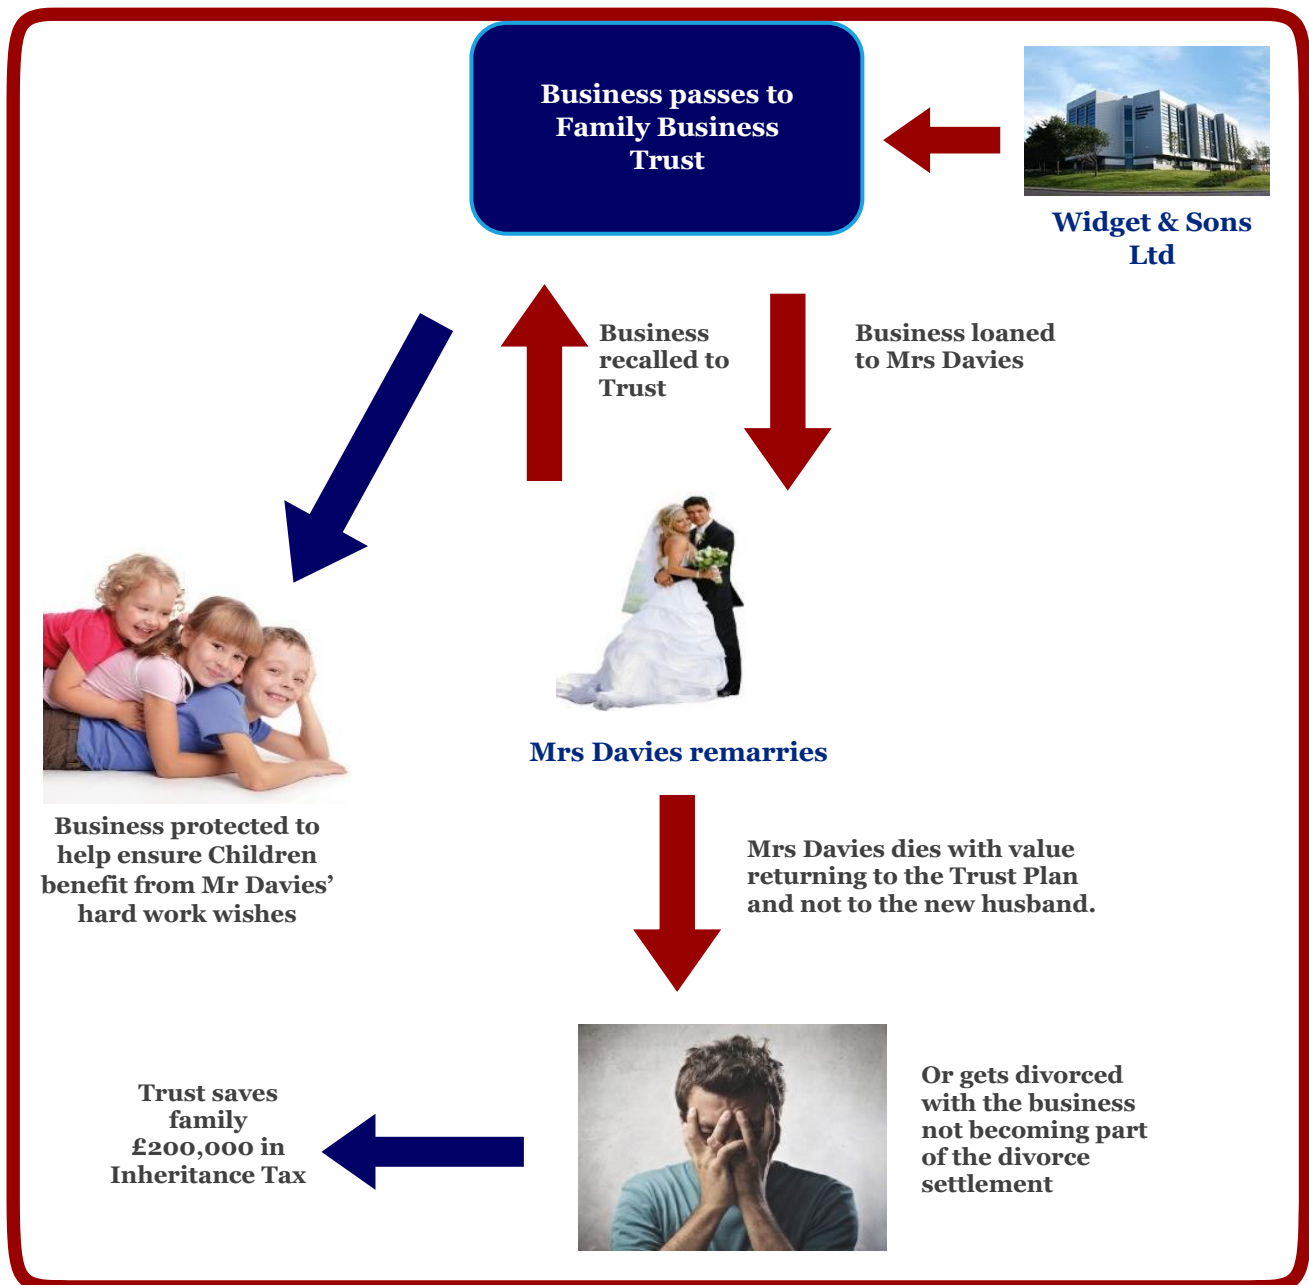 Business passes to
Family Business
Trust
Widget & Sons
Ltd
Business
recalled to
Trust
Business loaned
to Mrs Davies
Mrs Davies remarries
Business protected to
help ensure Children
benefit from Mr Davies’
hard work wishes
Mrs Davies dies with value
returning to the Trust Plan
and not to the new husband.
Trust saves
family
£200,000 in
Inheritance Tax
Or gets divorced
with the business
not becoming part
of the divorce
settlement